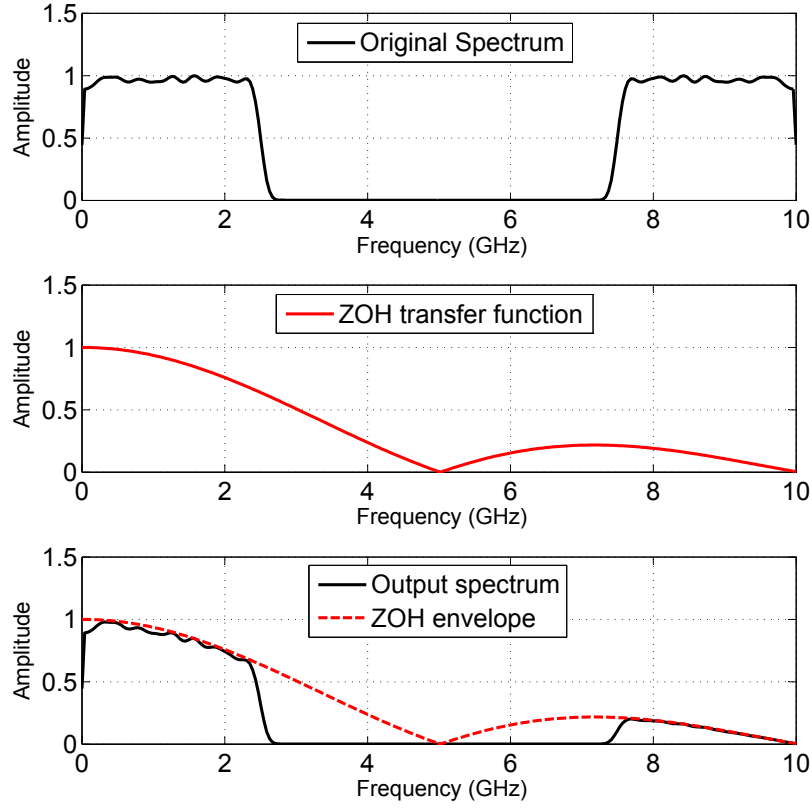 1.5
Original Spectrum
1
Amplitude
0.5
0
0 2 4 6 8 10
Frequency (GHz)
1.5
ZOH transfer function
1
Amplitude
0.5
0
0 2 4 6 8 10
Frequency (GHz)
1.5
Output spectrum
ZOH envelope
1
Amplitude
0.5
0
0 2 4 6 8 10
Frequency (GHz)